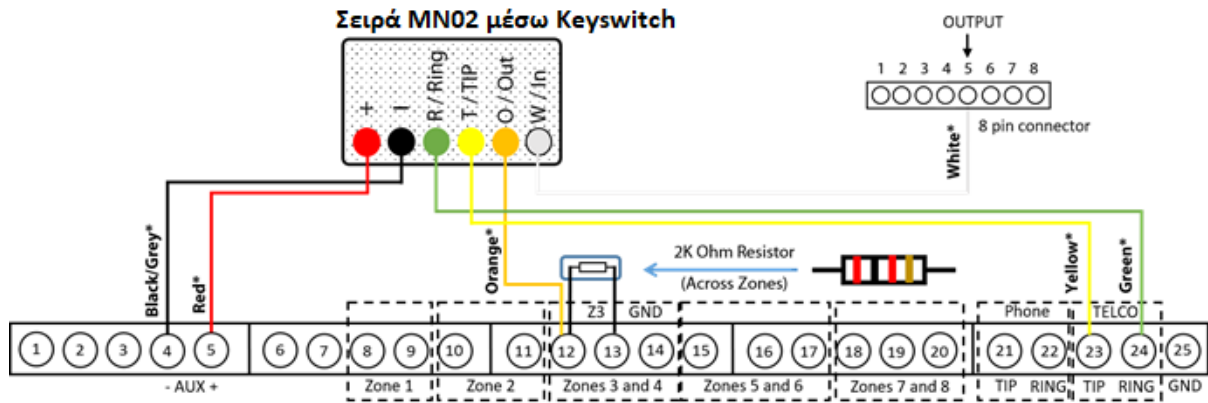 Σειρά MN02 μέσω Keyswitch
OUTPUT
1 2 3 4 5 6 7 8
8 pin connector
+
-
R / Ring
T / TIP
O / Out
W / In
White*
Black/Grey*
Red*
Orange*
2K Ohm Resistor
(Across Zones)
Yellow*
Green*
Z3 GND
Phone
TELCO
1 2 3 4 5 6 7 8 9 10 11 12 13 14 15 16 17 18 19 20 21 22 23 24 25
- AUX +
Zone 1
Zone 2
Zones 3 and 4
Zones 5 and 6
Zones 7 and 8
TIP RING TIP RING GND